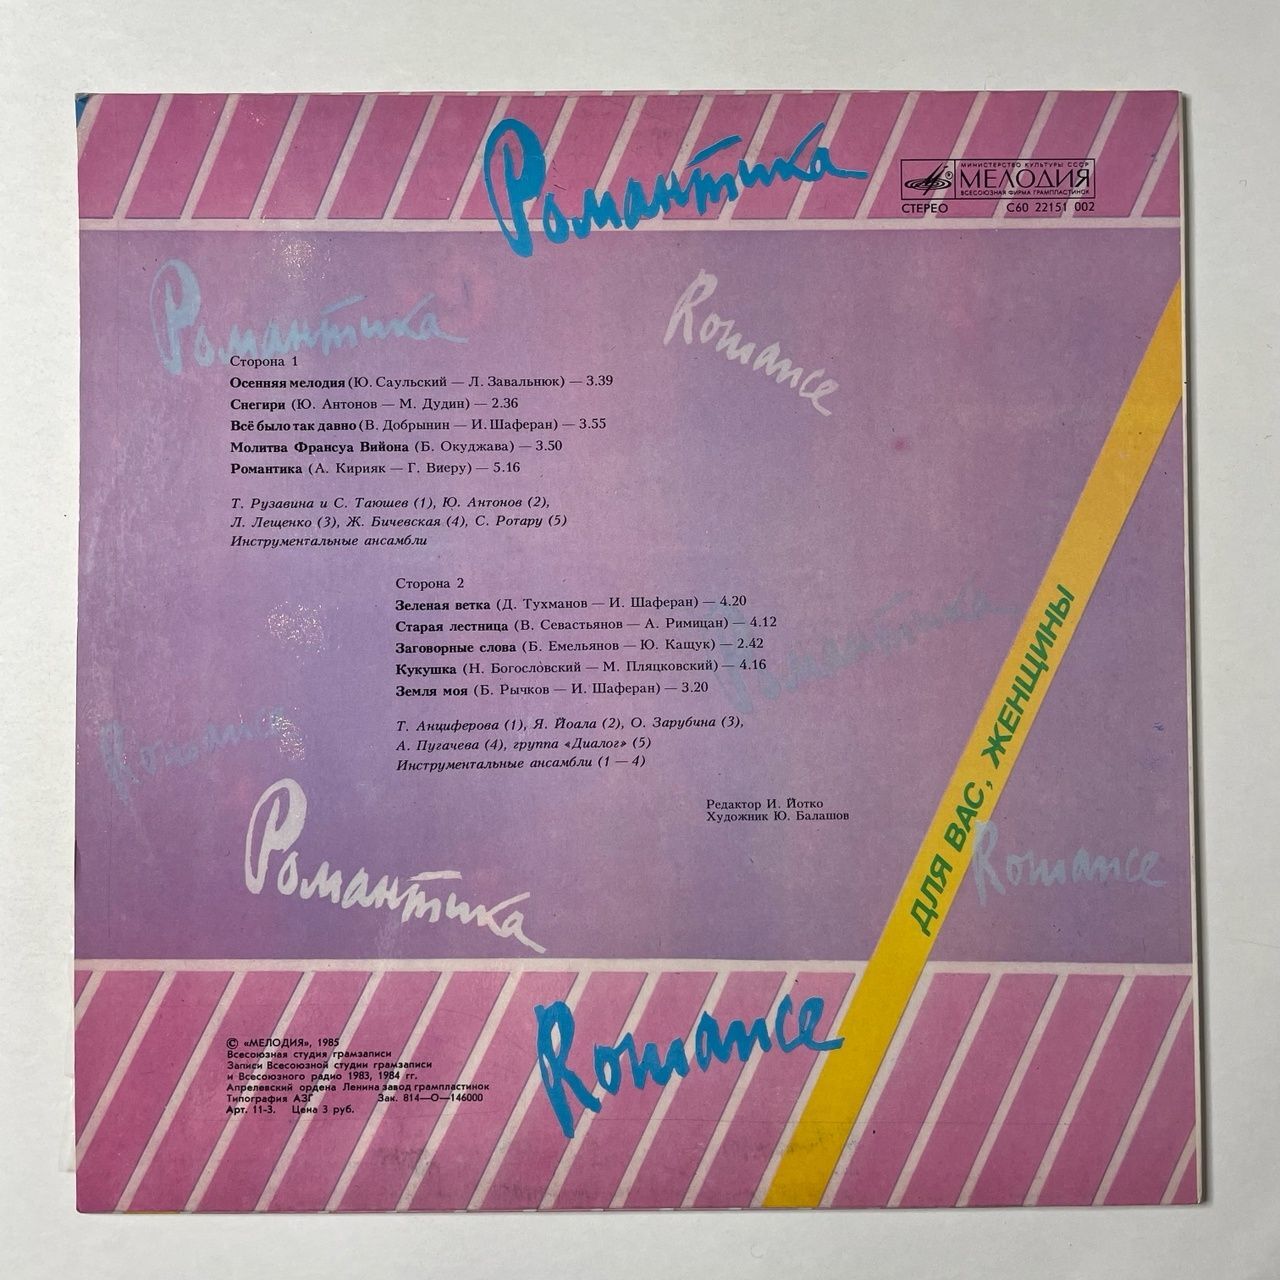 Романтика
МИНИСТЕРСТВО КУЛЬТУРЫ СССР
МЕЛОДИЯ
ВСЕСОЮЗНАЯ ФИРМА ГРАМПЛАСТИНОК
СТЕРЕО С60 22151 002
Романтика
Romance
Сторона 1
Осенняя мелодия (Ю. Саульский — Л. Завальнюк) — 3.39
Снегири (Ю. Антонов — М. Дудин) — 2.36
Всё было так давно (В. Добрынин — И. Шаферан) — 3.55
Молитва Франсуа Вийона (Б. Окуджава) — 3.50
Романтика (А. Кирияк — Г. Виеру) — 5.16
Т. Рузавина и С. Таюшев (1), Ю. Антонов (2),
Л. Лещенко (3), Ж. Бичевская (4), С. Ротару (5)
Инструментальные ансамбли
Сторона 2
Зеленая ветка (Д. Тухманов — И. Шаферан) — 4.20
Старая лестница (В. Севастьянов — А. Римицан) — 4.12
Заговорные слова (Б. Емельянов — Ю. Кащук) — 2.42
Кукушка (Н. Богословский — М. Пляцковский) — 4.16
Земля моя (Б. Рычков — И. Шаферан) — 3.20
Т. Анциферова (1), Я. Йоала (2), О. Зарубина (3),
А. Пугачева (4), группа «Диалог» (5)
Инструментальные ансамбли (1 — 4)
Романтика
Romance
ДЛЯ ВАС, ЖЕНЩИНЫ
Редактор И. Йотко
Художник Ю. Балашов
Романтика
Romance
Romance
© «МЕЛОДИЯ», 1985
Всесоюзная студия грамзаписи
Записи Всесоюзной студии грамзаписи
и Всесоюзного радио 1983, 1984 гг.
Апрелевский ордена Ленина завод грампластинок
Типография АЗГ Зак. 814—О—146000
Арт. 11-3. Цена 3 руб.